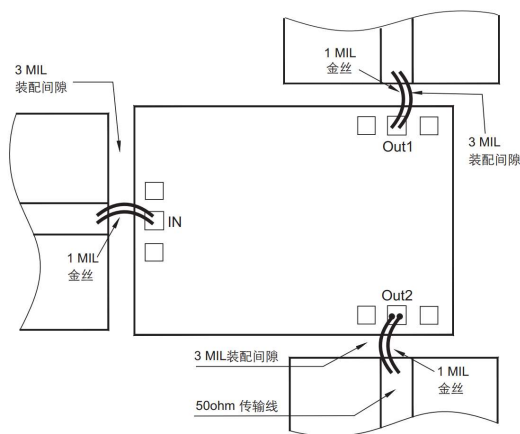 1 MIL
金丝
3 MIL
装配间隙
Out1
3 MIL
装配间隙
IN
1 MIL
金丝
Out2
3 MIL装配间隙
1 MIL
金丝
50ohm 传输线